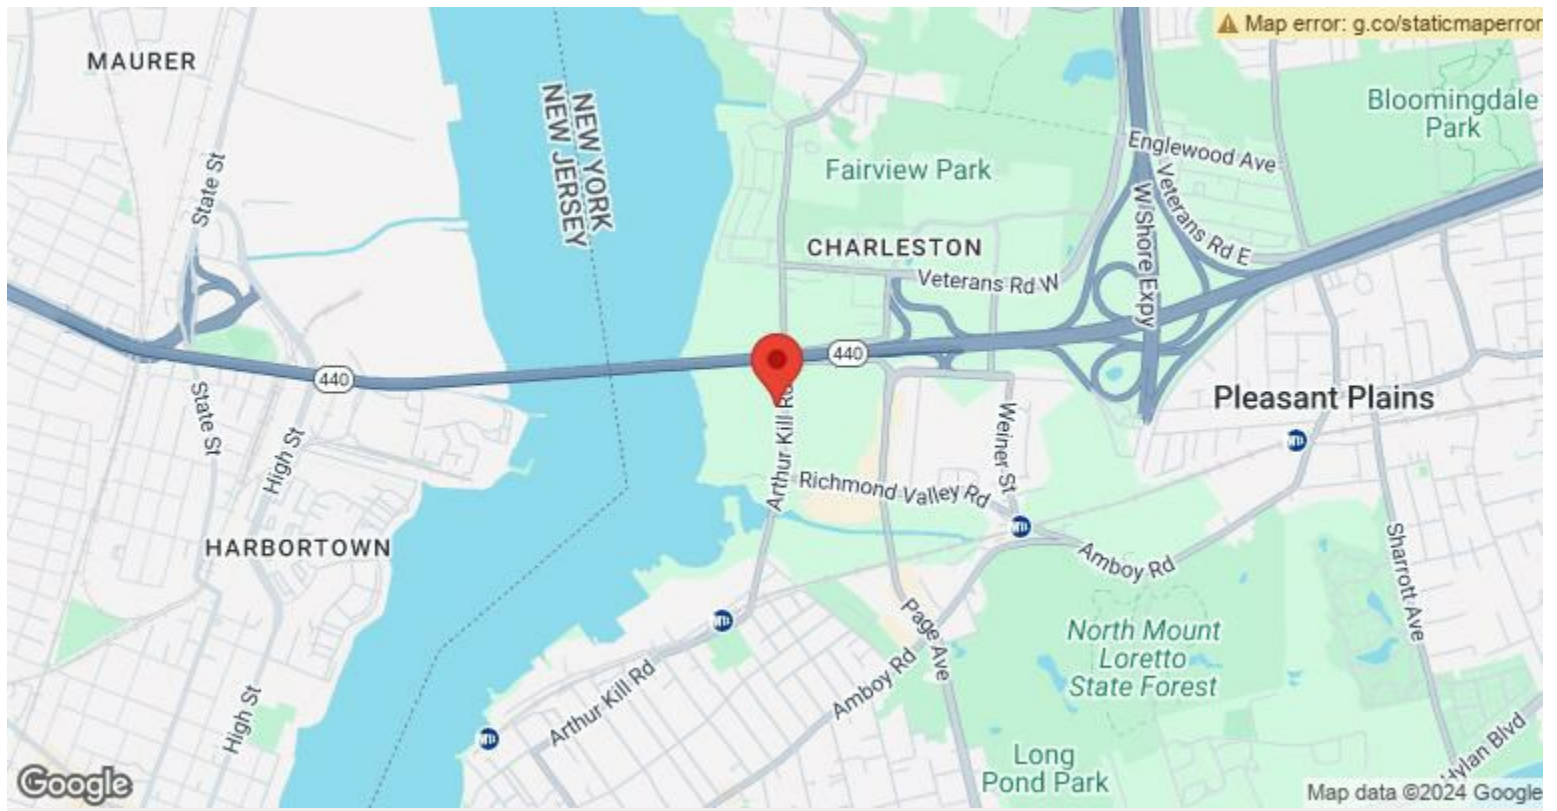 Map error: g.co/staticmaperror
MAURER
NEW YORK
NEW JERSEY
Bloomingdale
Park
Englewood Ave
Fairview Park
State St
Veterans Rd E
W Shore Expy
CHARLESTON
Veterans Rd W
440
440
State St
High St
Arthur Kill Rd
Weiner St
Pleasant Plains
Richmond Valley Rd
HARBORTOWN
Amboy Rd
Sharrott Ave
Page Ave
North Mount
Loretto
State Forest
Arthur Kill Rd
Amboy Rd
High St
Long
Pond Park
Hylan Blvd
Google
Map data ©2024 Google